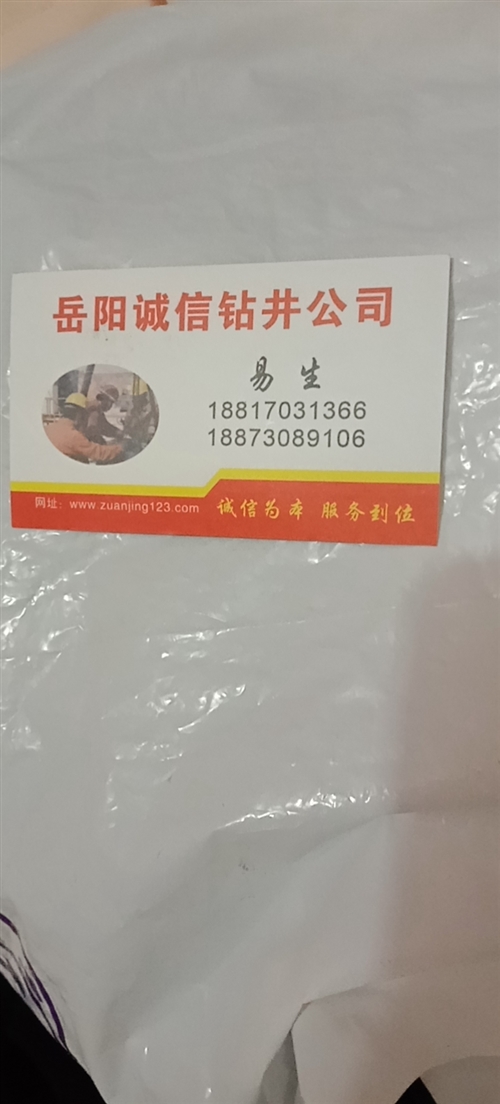 岳阳诚信钻井公司
易生
18817031366
18873089106
网址：www.zuanjing123.com 诚信为本 服务到位